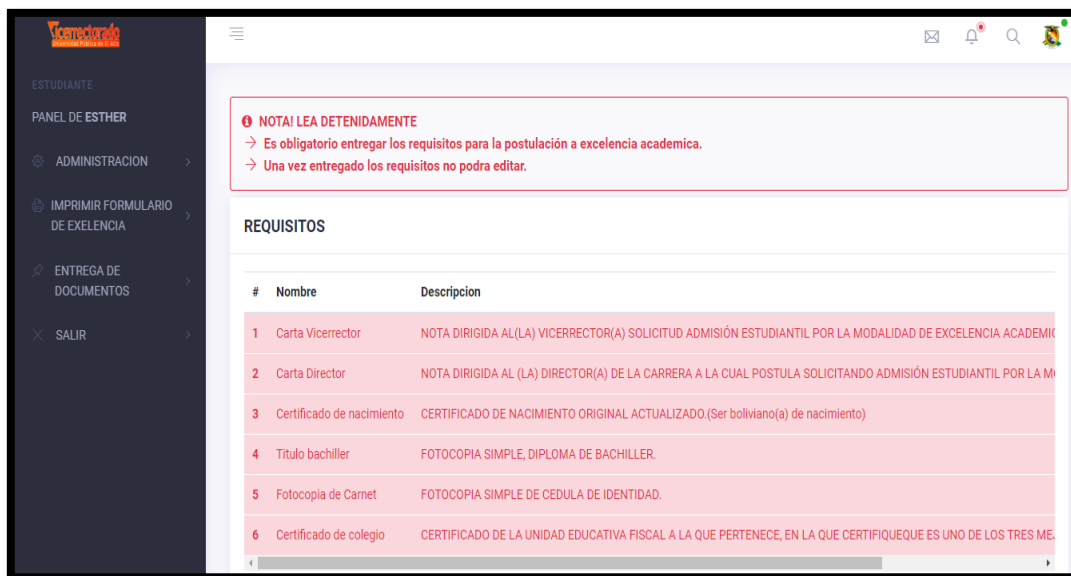 Vicerrectorado
Universidad Pública de El Alto
ESTUDIANTE
PANEL DE ESTHER
ADMINISTRACION
IMPRIMIR FORMULARIO
DE EXELENCIA
ENTREGA DE
DOCUMENTOS
SALIR
NOTA! LEA DETENIDAMENTE
→ Es obligatorio entregar los requisitos para la postulación a excelencia academica.
→ Una vez entregado los requisitos no podra editar.
REQUISITOS
# Nombre Descripcion
1 Carta Vicerrector NOTA DIRIGIDA AL(LA) VICERRECTOR(A) SOLICITUD ADMISIÓN ESTUDIANTIL POR LA MODALIDAD DE EXCELENCIA ACADEMIC
2 Carta Director NOTA DIRIGIDA AL (LA) DIRECTOR(A) DE LA CARRERA A LA CUAL POSTULA SOLICITANDO ADMISIÓN ESTUDIANTIL POR LA M
3 Certificado de nacimiento CERTIFICADO DE NACIMIENTO ORIGINAL ACTUALIZADO.(Ser boliviano(a) de nacimiento)
4 Titulo bachiller FOTOCOPIA SIMPLE, DIPLOMA DE BACHILLER.
5 Fotocopia de Carnet FOTOCOPIA SIMPLE DE CEDULA DE IDENTIDAD.
6 Certificado de colegio CERTIFICADO DE LA UNIDAD EDUCATIVA FISCAL A LA QUE PERTENECE, EN LA QUE CERTIFIQUEQUE ES UNO DE LOS TRES ME